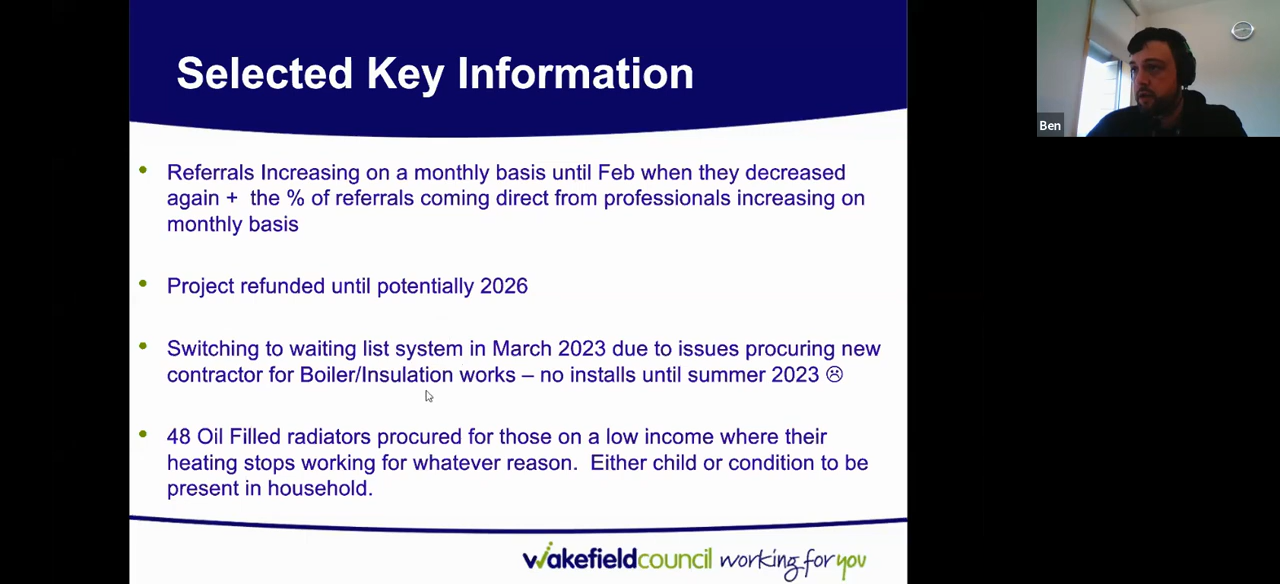 Selected Key Information
Ben
• Referrals Increasing on a monthly basis until Feb when they decreased
again +  the % of referrals coming direct from professionals increasing on
monthly basis
• Project refunded until potentially 2026
• Switching to waiting list system in March 2023 due to issues procuring new
contractor for Boiler/Insulation works – no installs until summer 2023 ☹
• 48 Oil Filled radiators procured for those on a low income where their
heating stops working for whatever reason.  Either child or condition to be
present in household.
wakefieldcouncil working for you